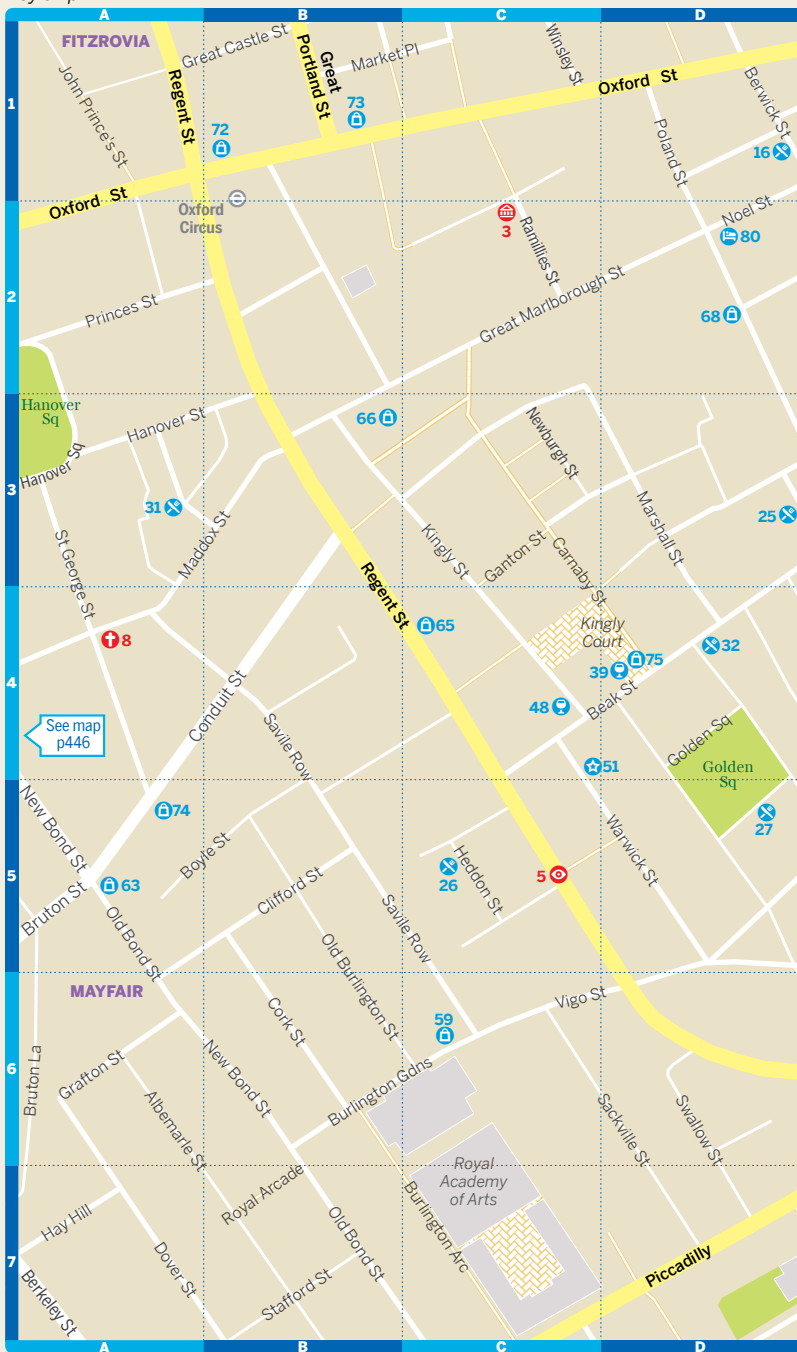 A B C D
FITZROVIA
Great Castle St
Great
Portland St
Market Pl
Winsley St
Oxford St
Berwick St
John Prince's St
Regent St
1
72
73
Poland St
16
Oxford St
Oxford
Circus
3
Ramillies St
Noel St
80
2
Princes St
Great Marlborough St
68
Hanover
Sq
Hanover St
66
Newburgh St
Hanover Sq
3
31
Maddox St
Kingly St
Ganton St
Carnaby St
Marshall St
25
St George St
Regent St
65
8
Kingly
Court
75
32
39
4
48
Beak St
Conduit St
Savile Row
See map
p446
51
Golden Sq
Golden
Sq
New Bond St
74
Boyle St
Warwick St
27
5
63
Bruton St
Clifford St
26
Heddon St
5
Old Bond St
Old Burlington St
Savile Row
MAYFAIR
Cork St
59
Vigo St
6
Bruton La
Grafton St
New Bond St
Burlington Gdns
Albemarle St
Sackville St
Swallow St
Royal
Academy
of Arts
Royal Arcade
Burlington Arc
Hay Hill
7
Dover St
Old Bond St
Piccadilly
Berkeley St
Stafford St
A B C D